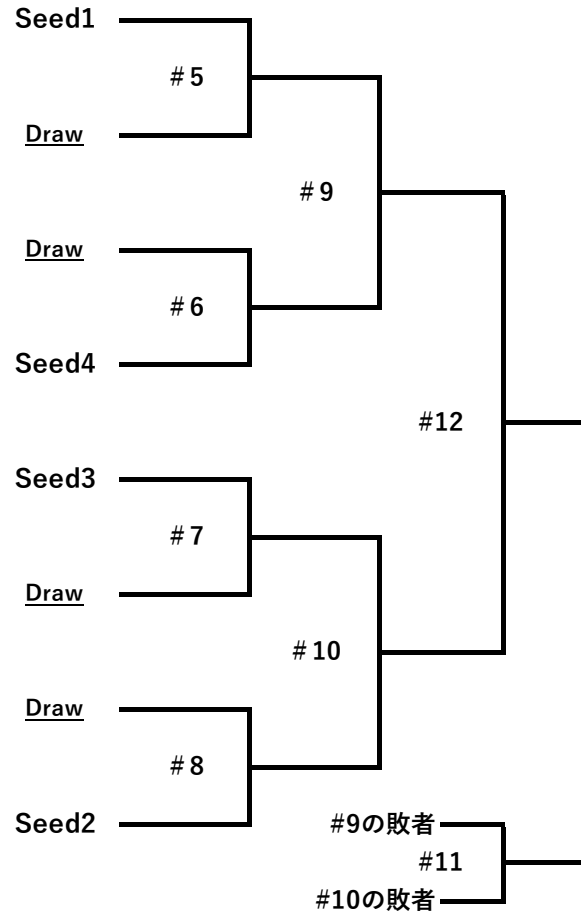 Seed1
#5
Draw
#9
Draw
#6
Seed4
#12
Seed3
#7
Draw
#10
Draw
#8
Seed2
#9の敗者
#11
#10の敗者